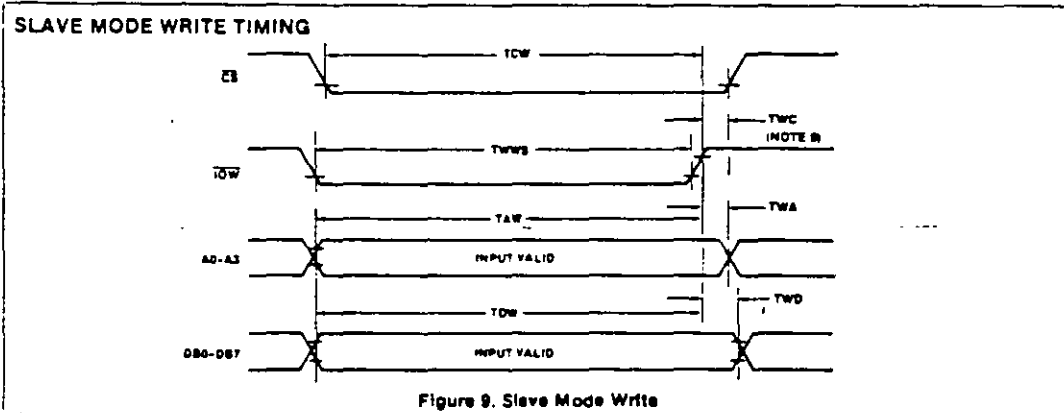 SLAVE MODE WRITE TIMING
TCW
CS
TWC
(NOTE 9)
TWWS
IOW
TWA
TAW
A0-A3
INPUT VALID
TWD
TDW
DB0-DB7
INPUT VALID
Figure 9. Slave Mode Write